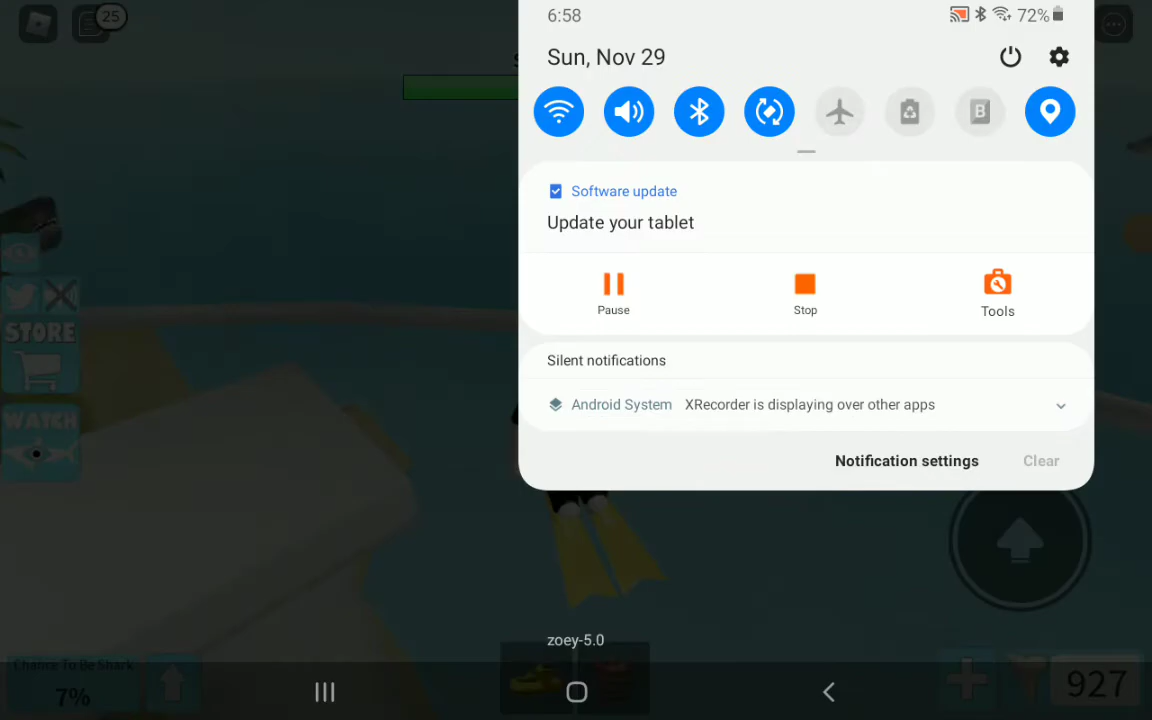 25
6:58
72%
Sun, Nov 29
B
Software update
Update your tablet
Pause
Stop
Tools
Silent notifications
Android System XRecorder is displaying over other apps
Notification settings
Clear
STORE
WATCH
zoey-5.0
Chance To Be Shark
7%
927